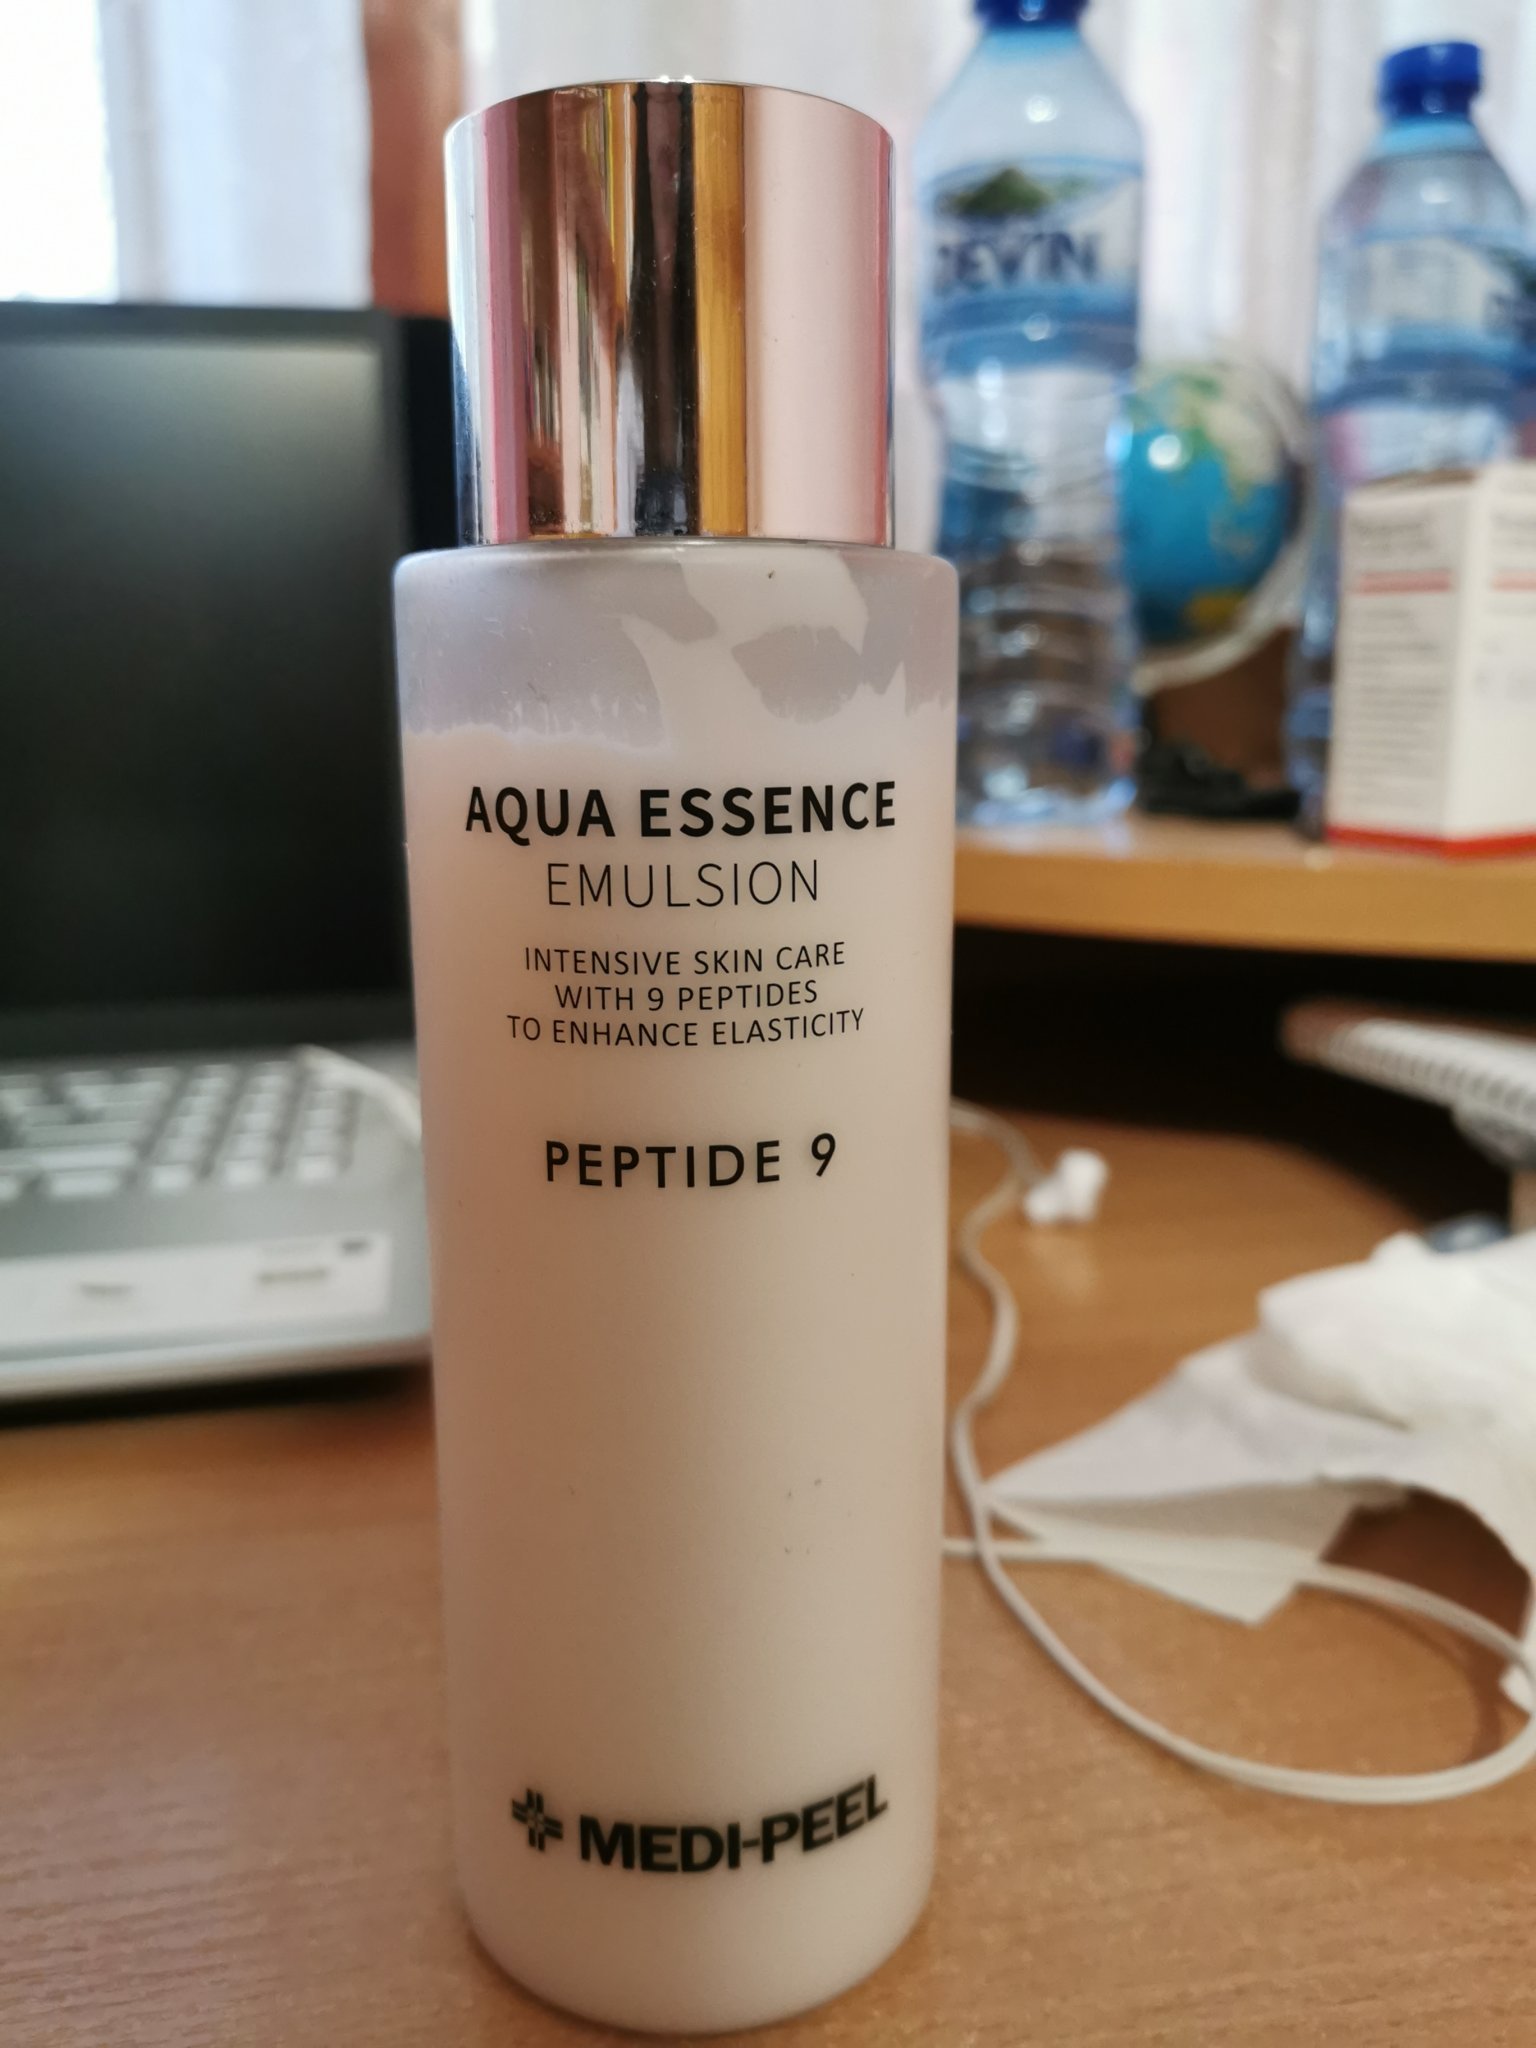 DEVIN
AQUA ESSENCE
EMULSION
INTENSIVE SKIN CARE
WITH 9 PEPTIDES
TO ENHANCE ELASTICITY
PEPTIDE 9
MEDI-PEEL